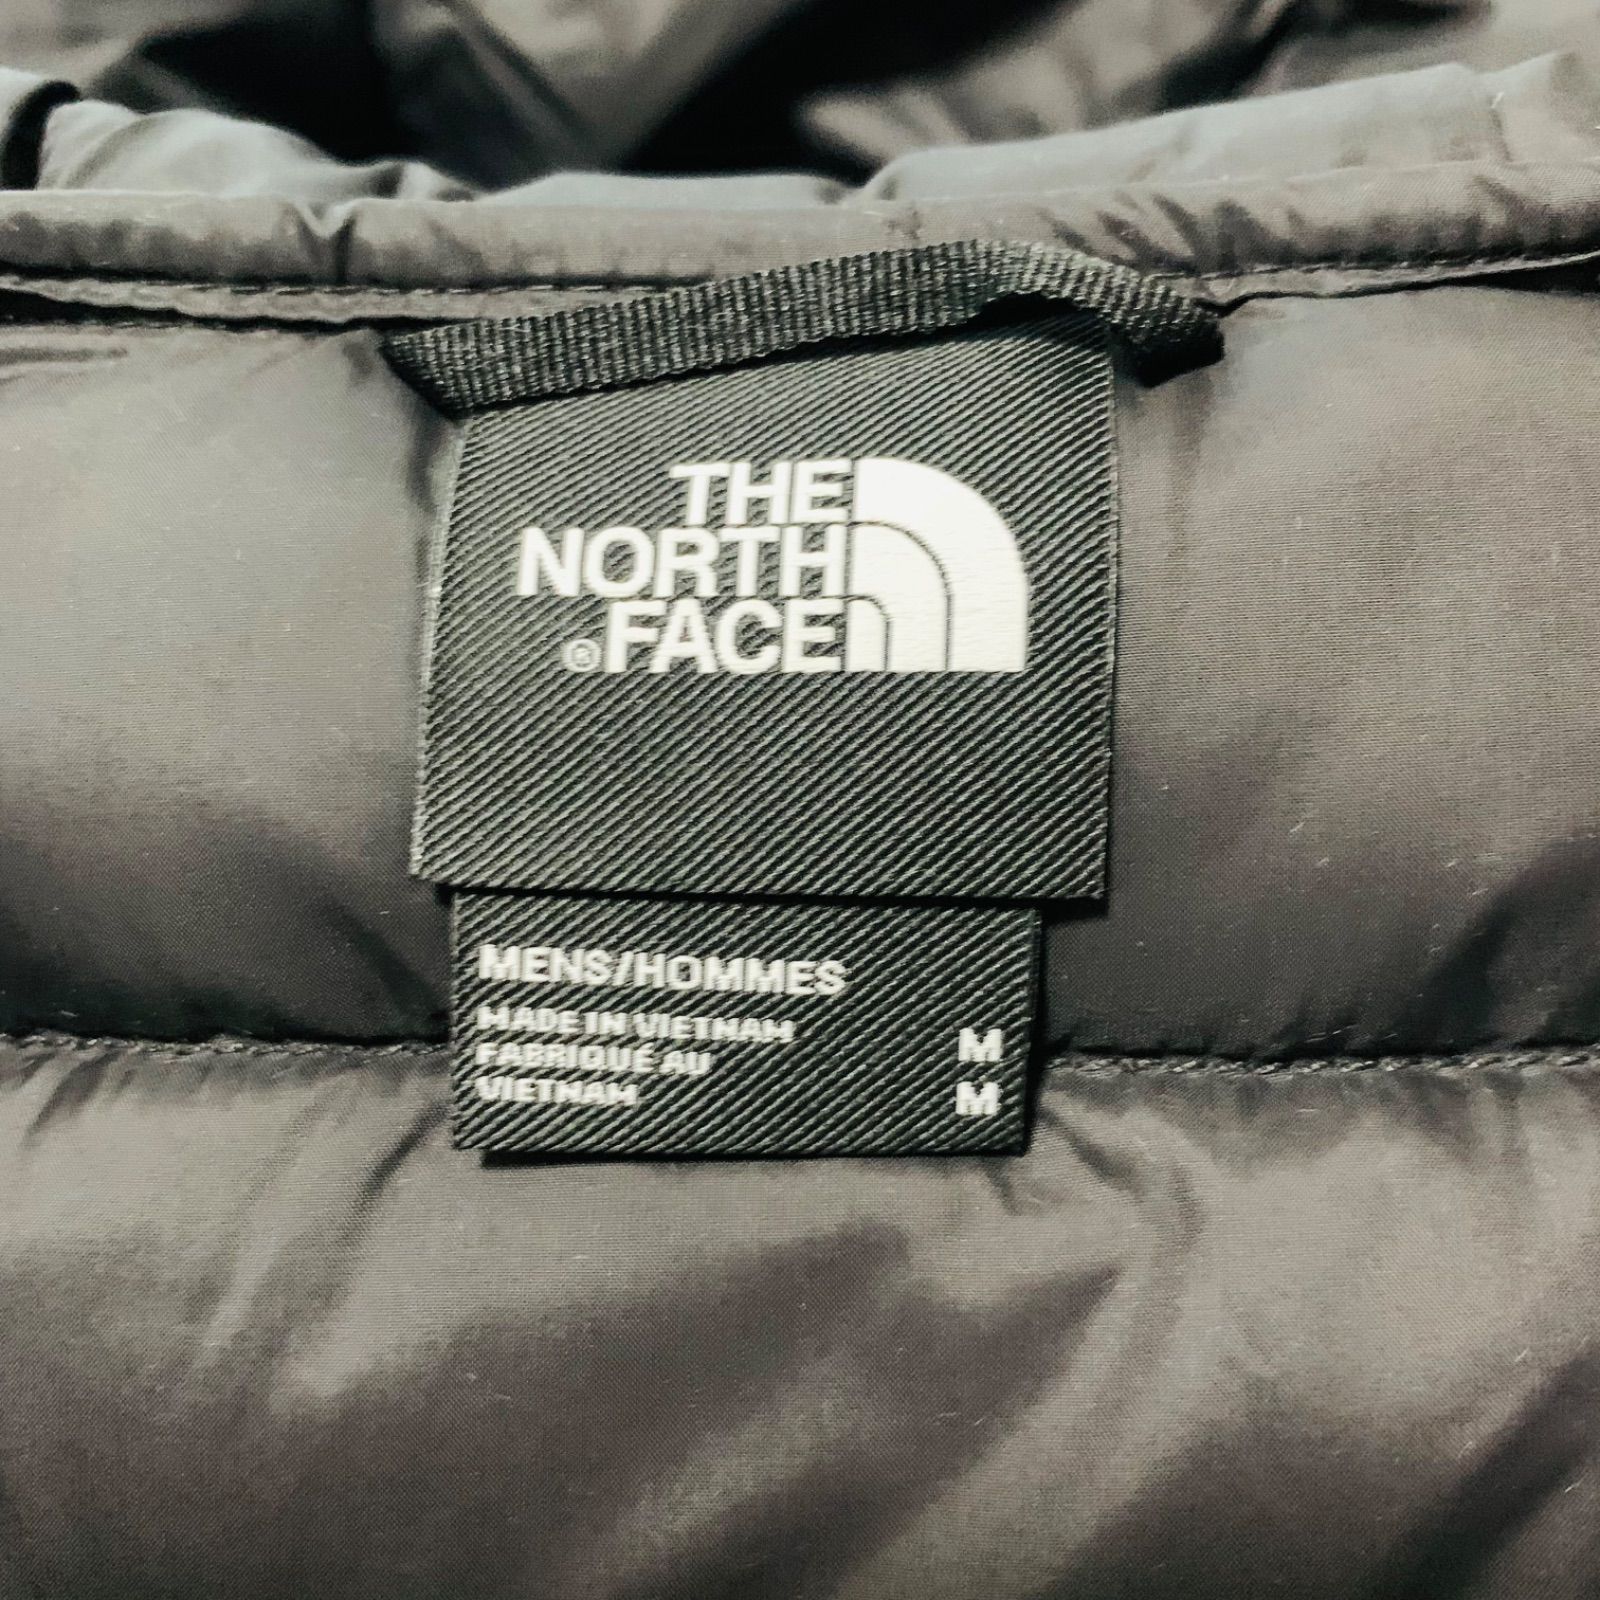 THE
NORTH
® FACE
MENS/HOMMES
MADE IN VIETNAM
FABRIQUÉ AU
VIETNAM
M
M